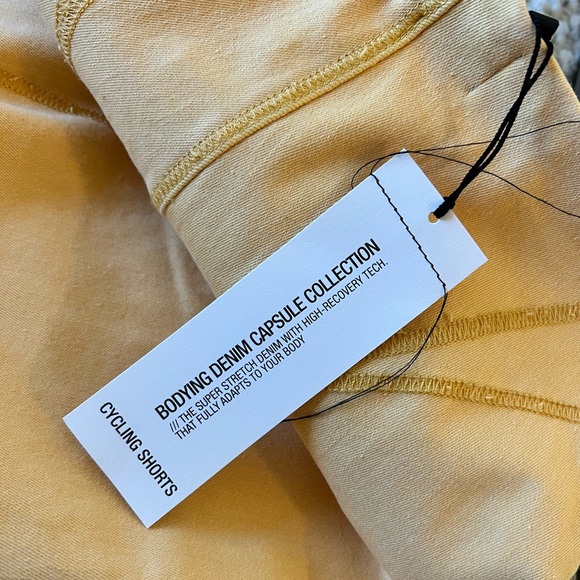 BODYING DENIM CAPSULE COLLECTION
/// THE SUPER STRETCH DENIM WITH HIGH-RECOVERY TECH.
THAT FULLY ADAPTS TO YOUR BODY
CYCLING SHORTS